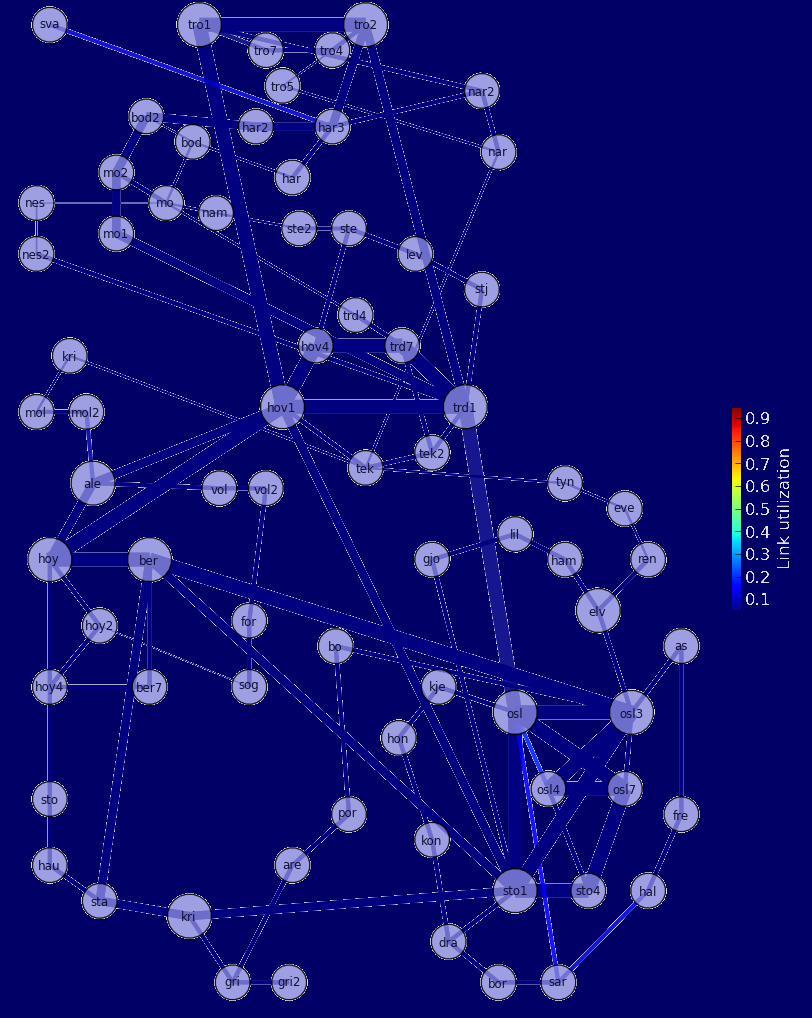 sva
tro1
tro2
tro7
tro4
tro5
nar2
bod2
har2
har3
bod
nar
mo2
har
nes
mo
nam
mo1
ste2
ste
nes2
lev
stj
trd4
hov4
trd7
kri
mol
mol2
hov1
trd1
tek2
tek
ale
vol
vol2
tyn
eve
lil
hoy
ber
gjo
ham
ren
elv
hoy2
for
bo
as
hoy4
ber7
sog
kje
osl
osl3
hon
sto
osl4
osl7
por
fre
kon
hau
are
sta
kri
sto1
sto4
hal
dra
gri
gri2
bor
sar
0.9
0.8
0.7
0.6
0.5
0.4
0.3
0.2
0.1
Link utilization